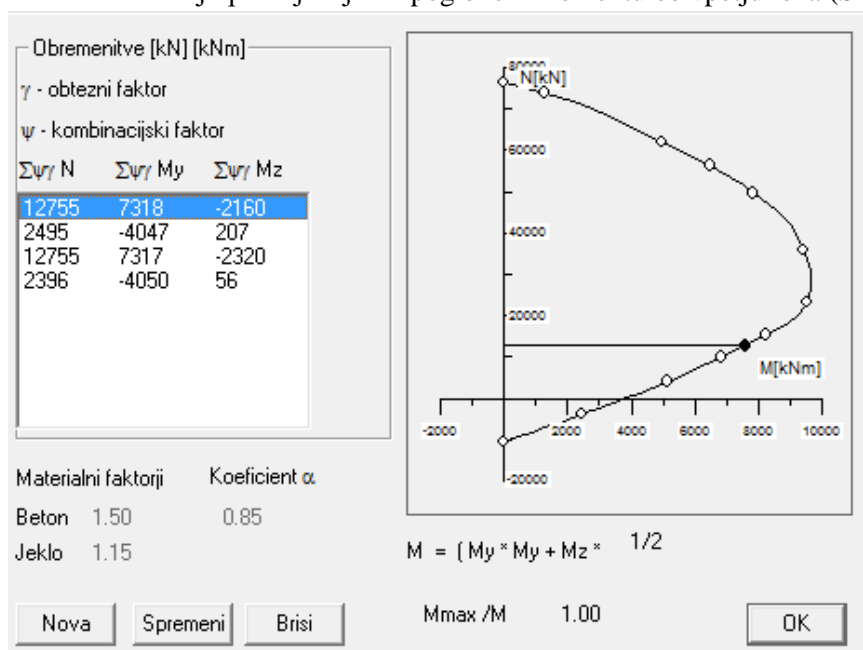 Obremenitve [kN] [kNm]
γ - obtezni faktor
ψ - kombinacijski faktor
Σψγ N Σψγ My Σψγ Mz
12755 7318 -2160
2495 -4047 207
12755 7317 -2320
2396 -4050 56
Materialni faktorji Koeficient α
Beton 1.50 0.85
Jeklo 1.15
Nova Spremeni Brisi
N[kN]
60000
40000
20000
M[kNm]
-2000 2000 4000 6000 8000 10000
-20000
M = ( My * My + Mz * 1/2
Mmax /M 1.00
OK